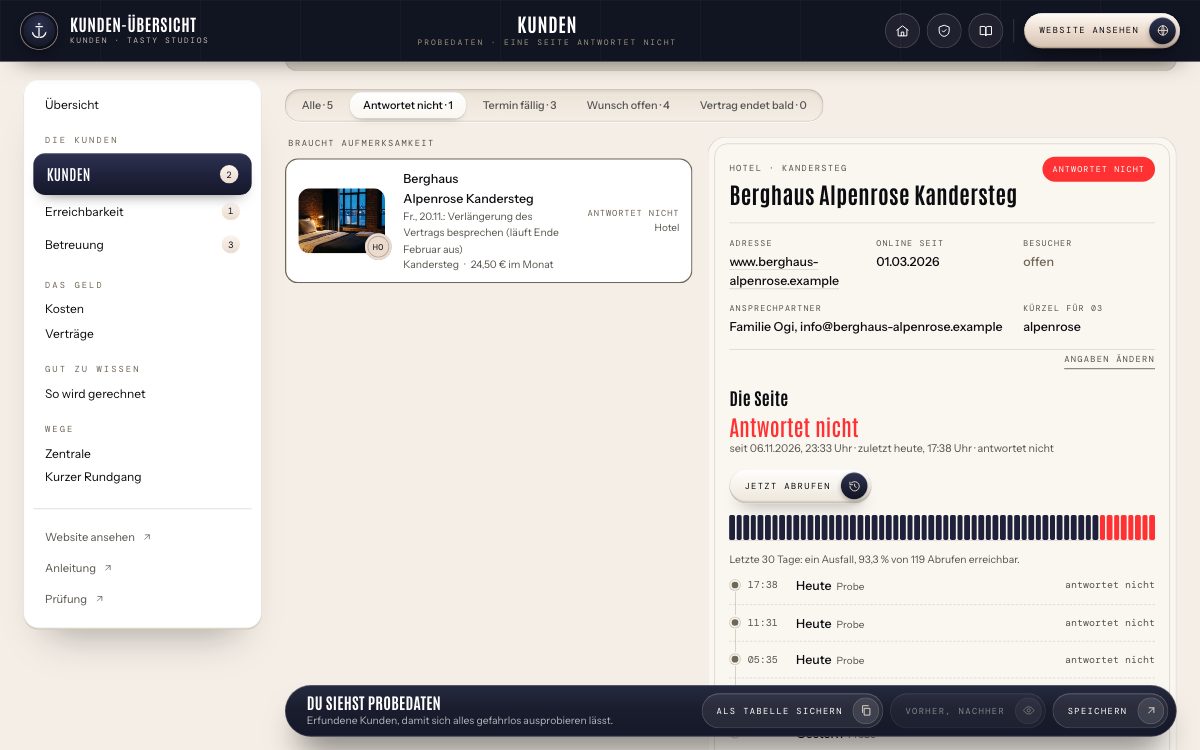 KUNDEN-ÜBERSICHT
KUNDEN · TASTY STUDIOS
KUNDEN
PROBEDATEN · EINE SEITE ANTWORTET NICHT
WEBSITE ANSEHEN
Übersicht
DIE KUNDEN
KUNDEN 2
Erreichbarkeit 1
Betreuung 3
DAS GELD
Kosten
Verträge
GUT ZU WISSEN
So wird gerechnet
WEGE
Zentrale
Kurzer Rundgang
Website ansehen ↗
Anleitung ↗
Prüfung ↗
Alle · 5 Antwortet nicht · 1 Termin fällig · 3 Wunsch offen · 4 Vertrag endet bald · 0
BRAUCHT AUFMERKSAMKEIT
Berghaus
Alpenrose Kandersteg
Fr., 20.11.: Verlängerung des
Vertrags besprechen (läuft Ende
Februar aus)
Kandersteg · 24,50 € im Monat
HO
ANTWORTET NICHT
Hotel
HOTEL · KANDERSTEG
ANTWORTET NICHT
Berghaus Alpenrose Kandersteg
ADRESSE ONLINE SEIT BESUCHER
www.berghaus- 01.03.2026 offen
alpenrose.example
ANSPRECHPARTNER KÜRZEL FÜR 03
Familie Ogi, info@berghaus-alpenrose.example alpenrose
ANGABEN ÄNDERN
Die Seite
Antwortet nicht
seit 06.11.2026, 23:33 Uhr · zuletzt heute, 17:38 Uhr · antwortet nicht
JETZT ABRUFEN
Letzte 30 Tage: ein Ausfall, 93,3 % von 119 Abrufen erreichbar.
17:38 Heute Probe antwortet nicht
11:31 Heute Probe antwortet nicht
05:35 Heute Probe antwortet nicht
DU SIEHST PROBEDATEN
Erfundene Kunden, damit sich alles gefahrlos ausprobieren lässt.
ALS TABELLE SICHERN
VORHER, NACHHER
SPEICHERN